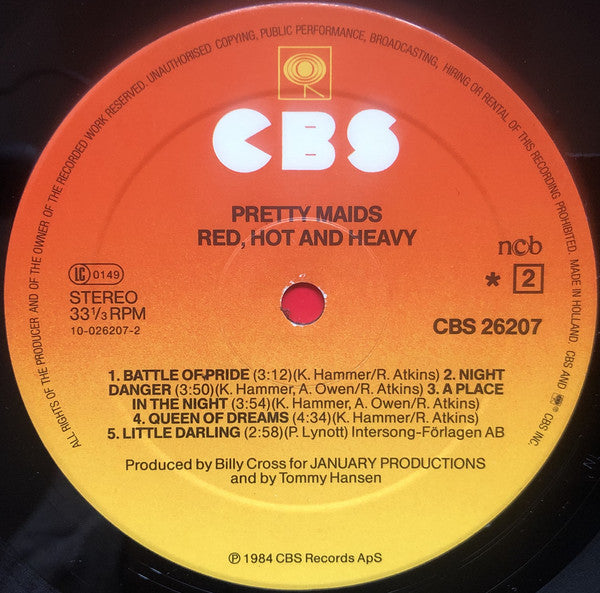 ALL RIGHTS OF THE PRODUCER AND OF THE OWNER OF THE RECORDED WORK RESERVED. UNAUTHORISED COPYING, PUBLIC PERFORMANCE, BROADCASTING, HIRING OR RENTAL OF THIS RECORDING PROHIBITED. MADE IN HOLLAND CBS AND CBS INC.
CBS
PRETTY MAIDS
RED, HOT AND HEAVY
LC 0149
STEREO
33 1/3 RPM
10-026207-2
ncb
* 2
CBS 26207
1. BATTLE OF PRIDE (3:12)(K. Hammer/R. Atkins) 2. NIGHT
DANGER (3:50)(K. Hammer, A. Owen/R. Atkins) 3. A PLACE
IN THE NIGHT (3:54)(K. Hammer, A. Owen/R. Atkins)
4. QUEEN OF DREAMS (4:34)(K. Hammer/R. Atkins)
5. LITTLE DARLING (2:58)(P. Lynott) Intersong-Förlagen AB
Produced by Billy Cross for JANUARY PRODUCTIONS
and by Tommy Hansen
℗ 1984 CBS Records ApS